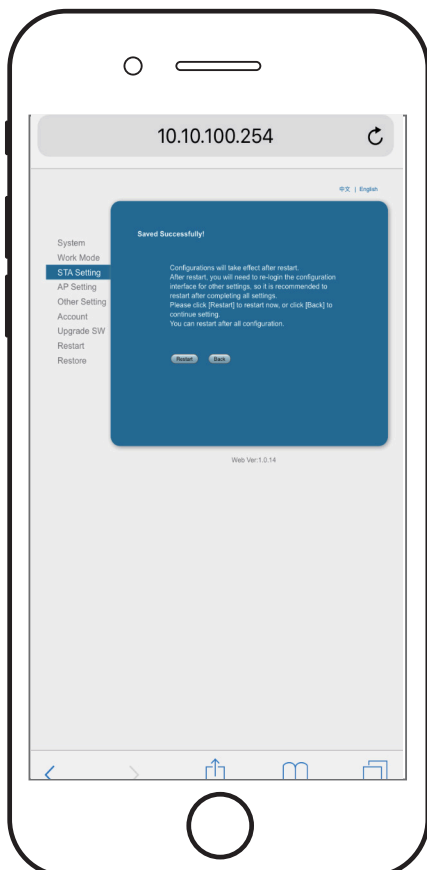 10.10.100.254
中文 | English
System
Work Mode
STA Setting
AP Setting
Other Setting
Account
Upgrade SW
Restart
Restore
Saved Successfully!
Configurations will take effect after restart.
After restart, you will need to re-login the configuration
interface for other settings, so it is recommended to
restart after completing all settings.
Please click [Restart] to restart now, or click [Back] to
continue setting.
You can restart after all configuration.
Restart Back
Web Ver:1.0.14